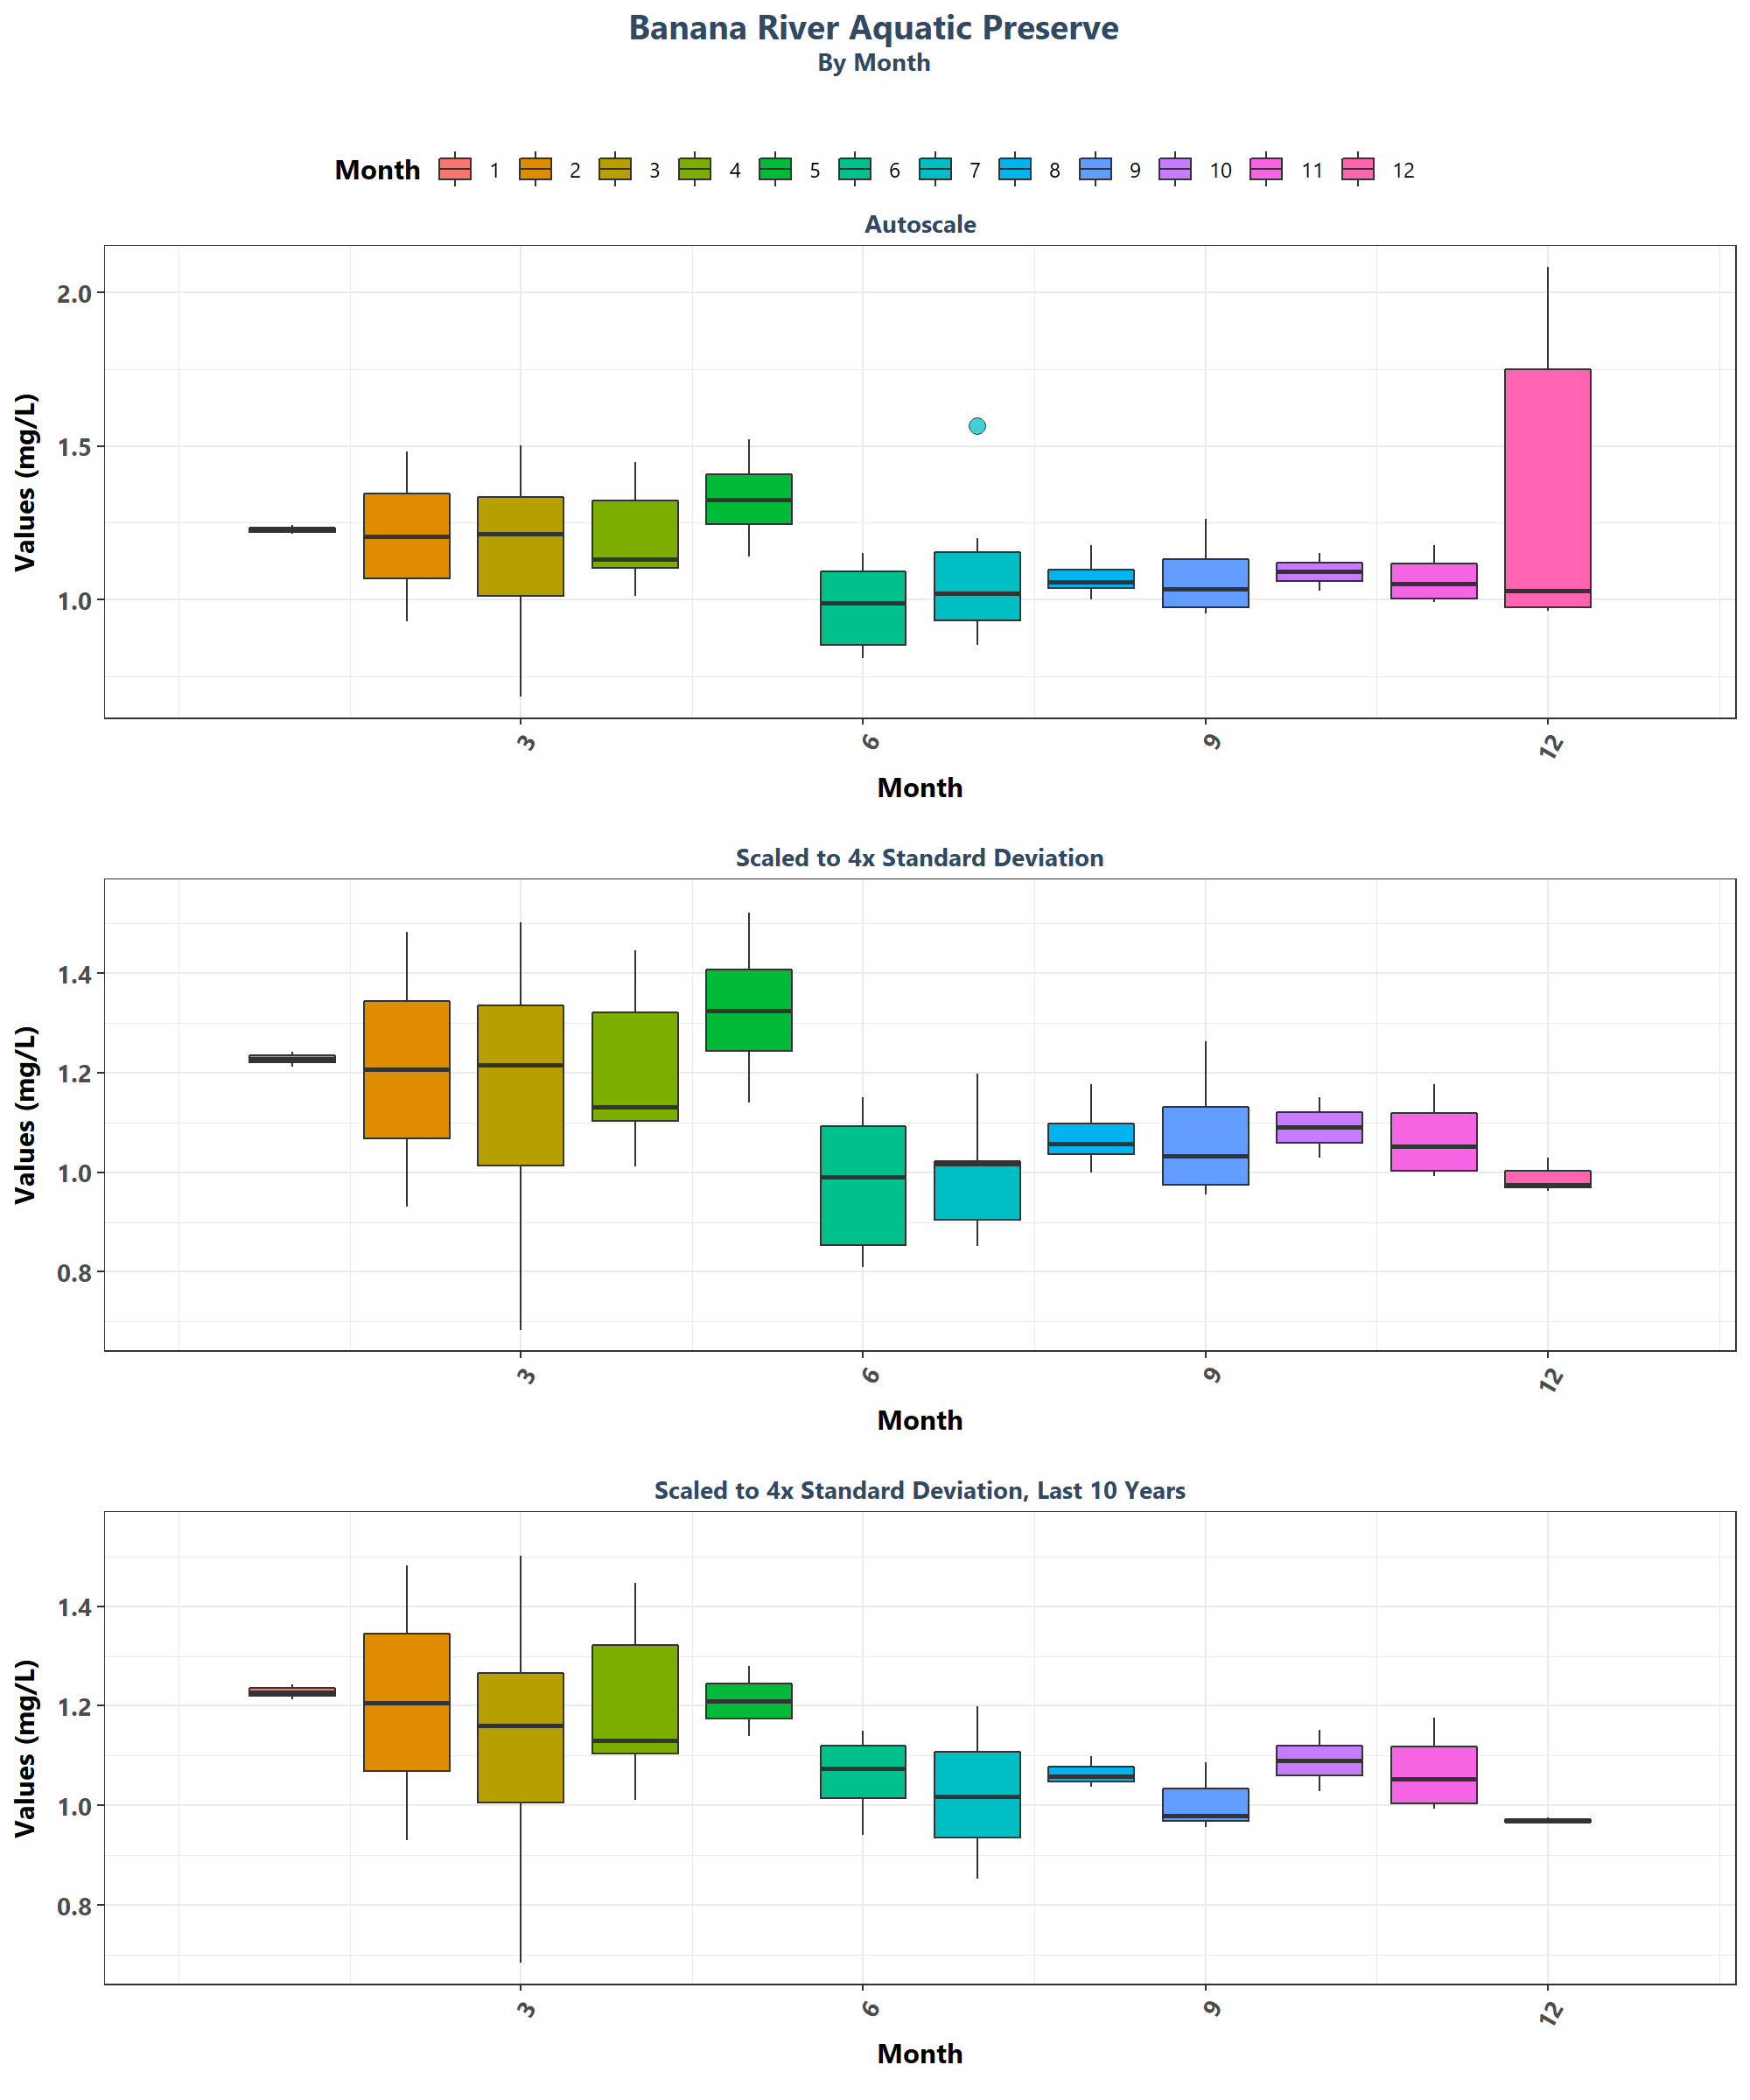 Banana River Aquatic Preserve
By Month
Month 1 2 3 4 5 6 7 8 9 10 11 12
Autoscale
Values (mg/L)
2.0
1.5
1.0
3 6 9 12
Month
Scaled to 4x Standard Deviation
Values (mg/L)
1.4
1.2
1.0
0.8
3 6 9 12
Month
Scaled to 4x Standard Deviation, Last 10 Years
Values (mg/L)
1.4
1.2
1.0
0.8
3 6 9 12
Month